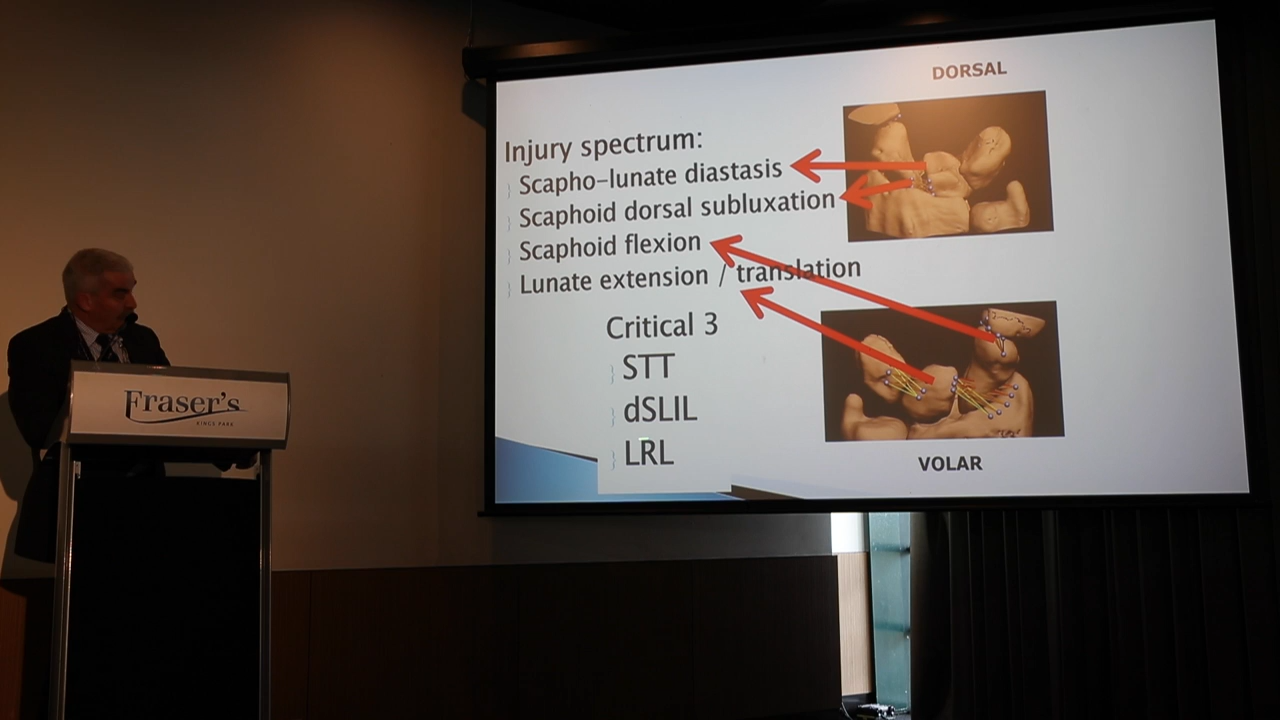 DORSAL
Injury spectrum:
Scapho-lunate diastasis
Scaphoid dorsal subluxation
Scaphoid flexion
Lunate extension / translation
Critical 3
STT
dSLIL
LRL
VOLAR
Fraser's
KINGS PARK